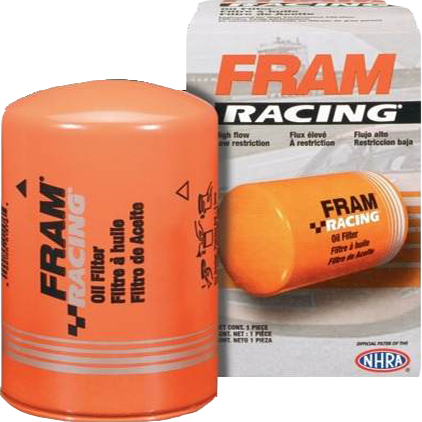 FRAM
RACING
High flow
Low restriction
Flux élevé
À restriction
Flujo alto
Restriccion baja
FRAM
RACING
Oil Filter
Filtre à huile
Filtro de Aceite
FRAM
RACING
Oil Filter
Filtre à huile
Filtro de Aceite
NET CONT. 1 PIECE
CONT. NET : 1 PIECE
CONT. NETO 1 PIEZA
OFFICIAL FILTER OF THE
NHRA